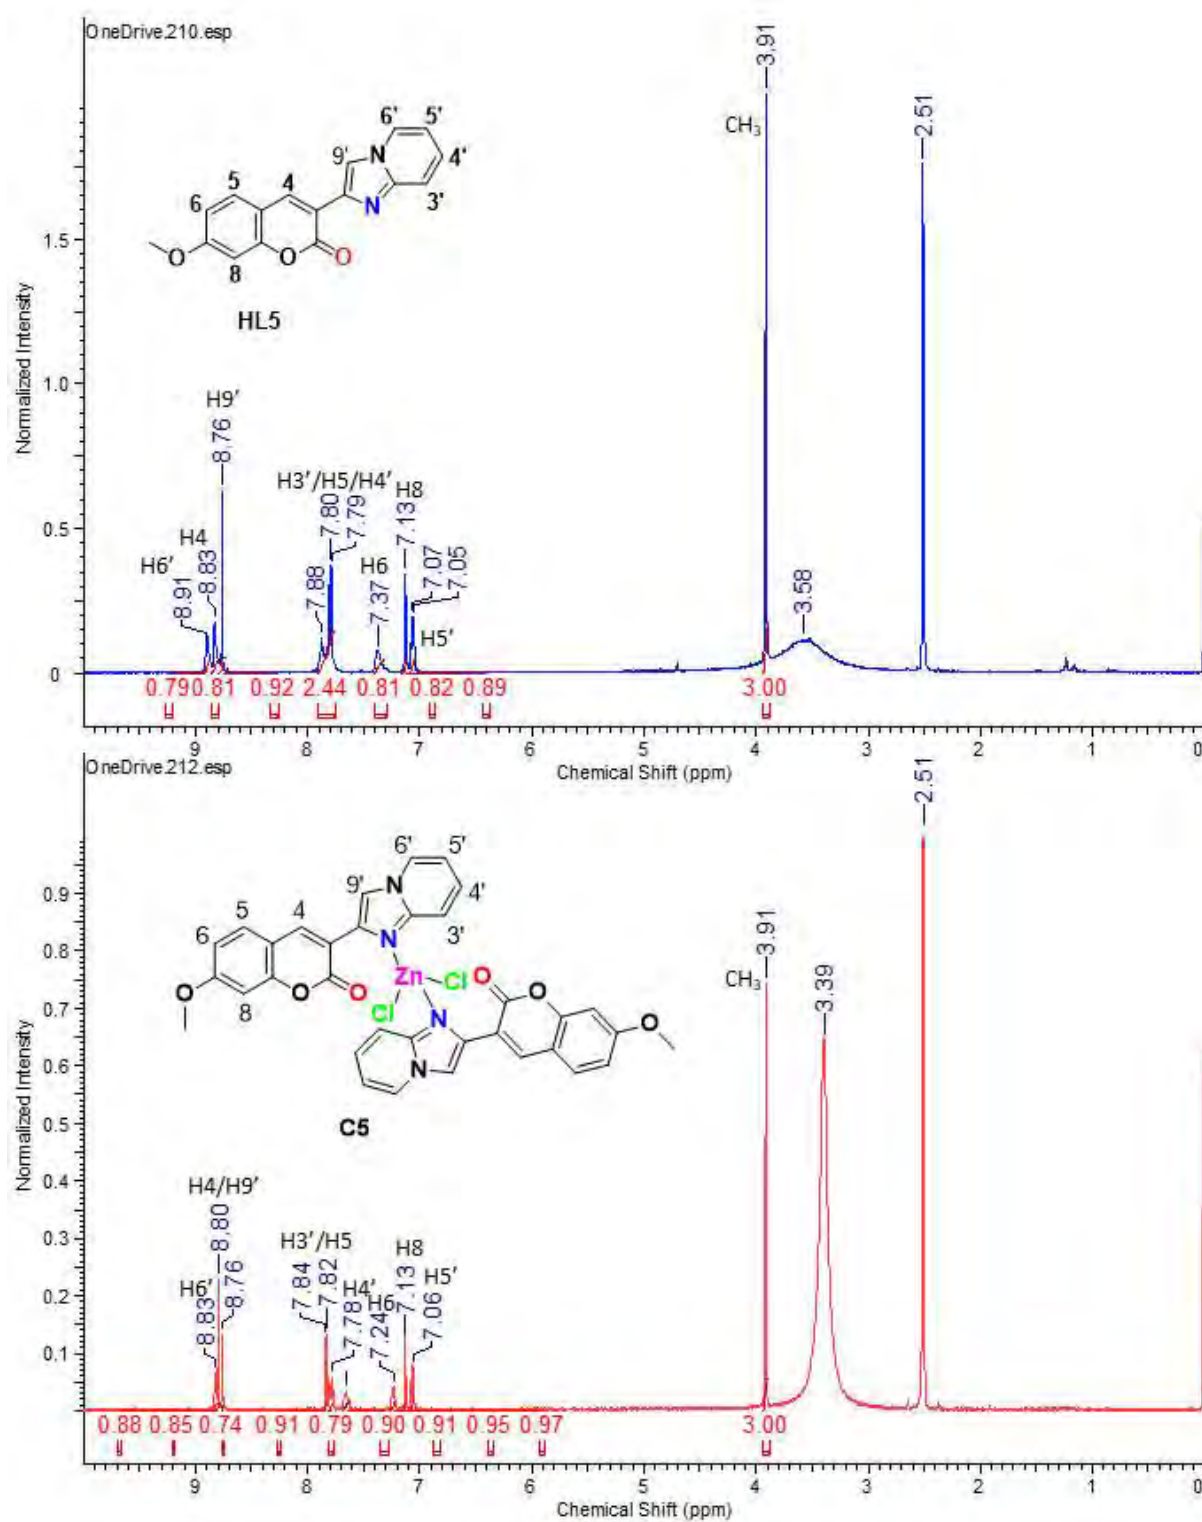 OneDrive.210.esp
3.91
CH₃
2.51
6' 5'
9' N 4'
5 4
6 N 3'
O O O
8
HL5
1.5
1.0
0.5
0
Normalized Intensity
H9'
8.76
H4
8.83
H6'
8.91
H3'/H5/H4'
7.88
7.80
7.79
H6
7.37
H8
7.13
7.07
7.05
H5'
3.58
0.79 0.81 0.92 2.44 0.81 0.82 0.89 3.00
9 8 7 6 5 4 3 2 1 0
Chemical Shift (ppm)
OneDrive.212.esp
2.51
3.91
CH₃
3.39
6' 5'
9' N 4'
5 4
6 N 3'
Zn Cl
O O O
8 Cl
O O
N O
N
C5
0.9
0.8
0.7
0.6
0.5
0.4
0.3
0.2
0.1
Normalized Intensity
H4/H9'
8.80
8.76
H6'
8.83
H3'/H5
7.84
7.82
H4'
7.78
H6
7.24
H8
7.13
H5'
7.06
0.88 0.85 0.74 0.91 0.79 0.90 0.91 0.95 0.97 3.00
9 8 7 6 5 4 3 2 1 0
Chemical Shift (ppm)